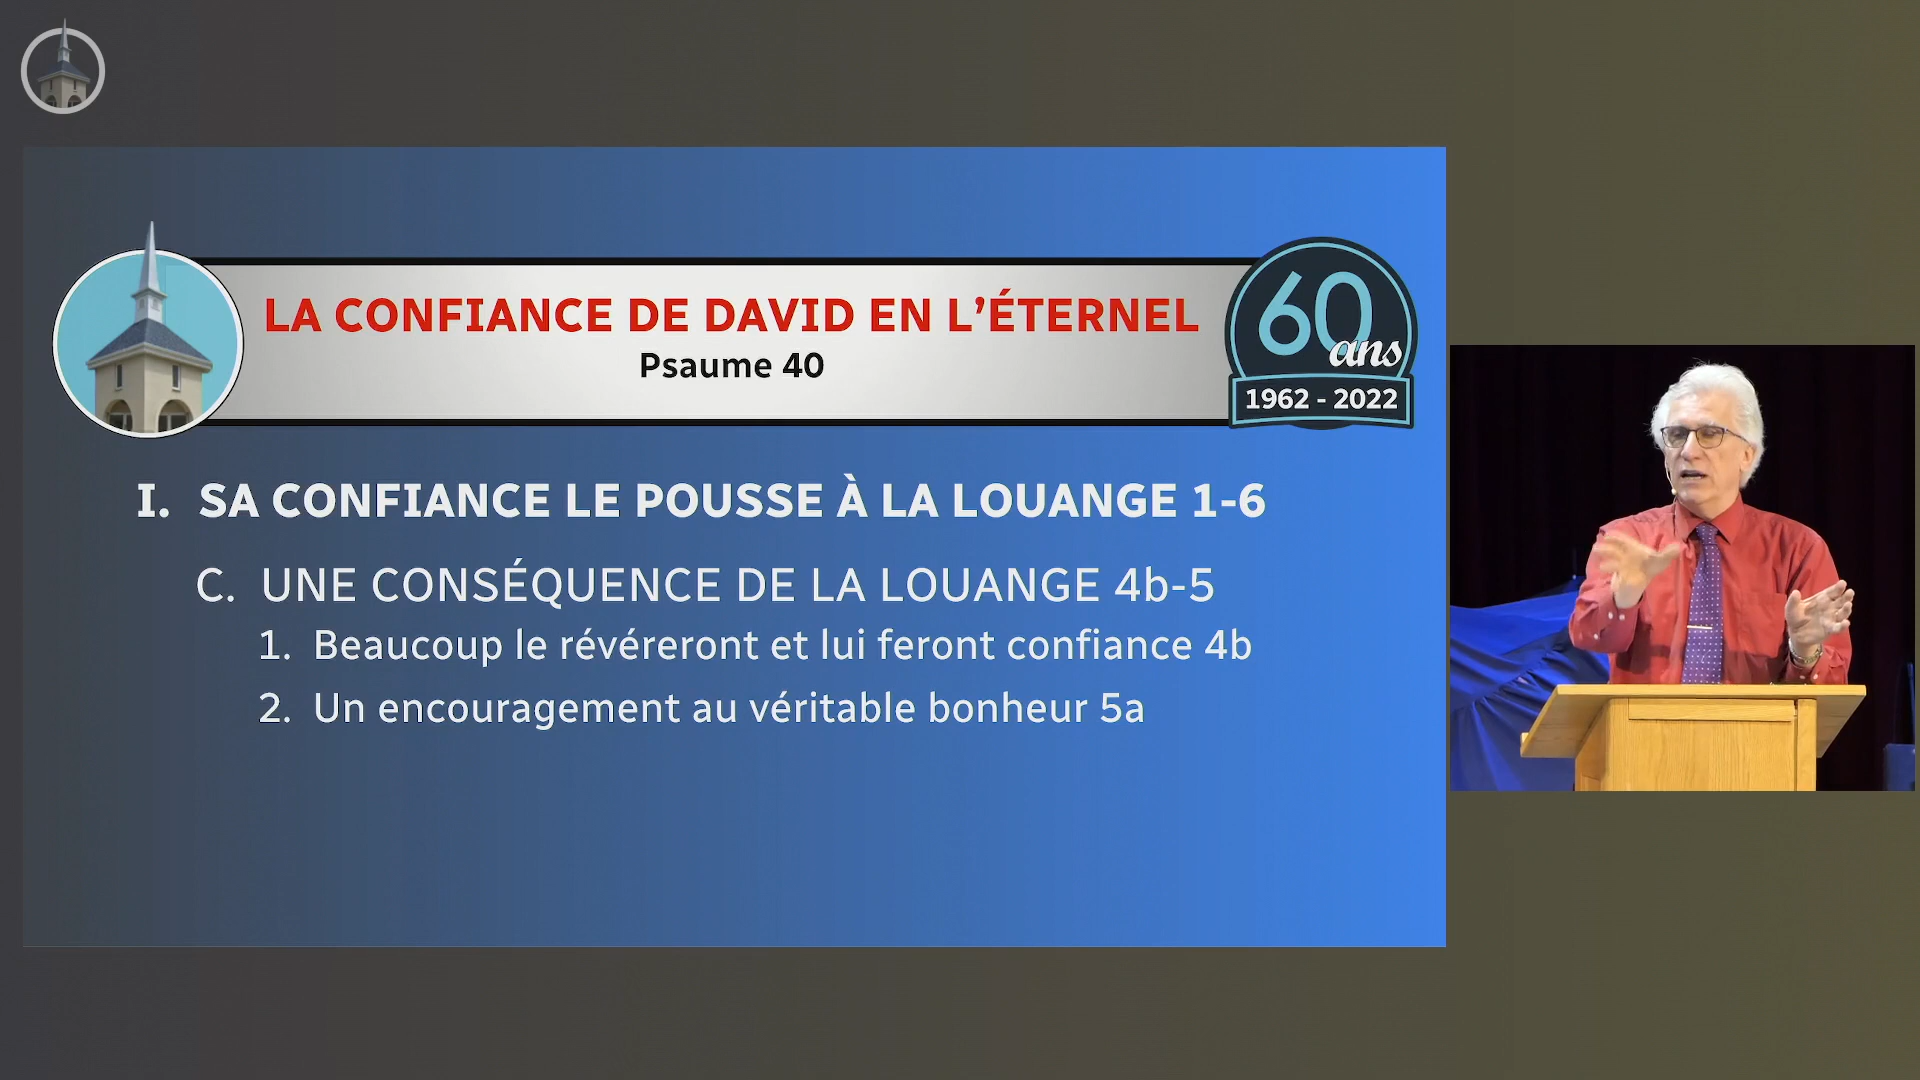 LA CONFIANCE DE DAVID EN L’ÉTERNEL
Psaume 40
60
ans
1962 - 2022
I. SA CONFIANCE LE POUSSE À LA LOUANGE 1-6
C. UNE CONSÉQUENCE DE LA LOUANGE 4b-5
1. Beaucoup le révéreront et lui feront confiance 4b
2. Un encouragement au véritable bonheur 5a